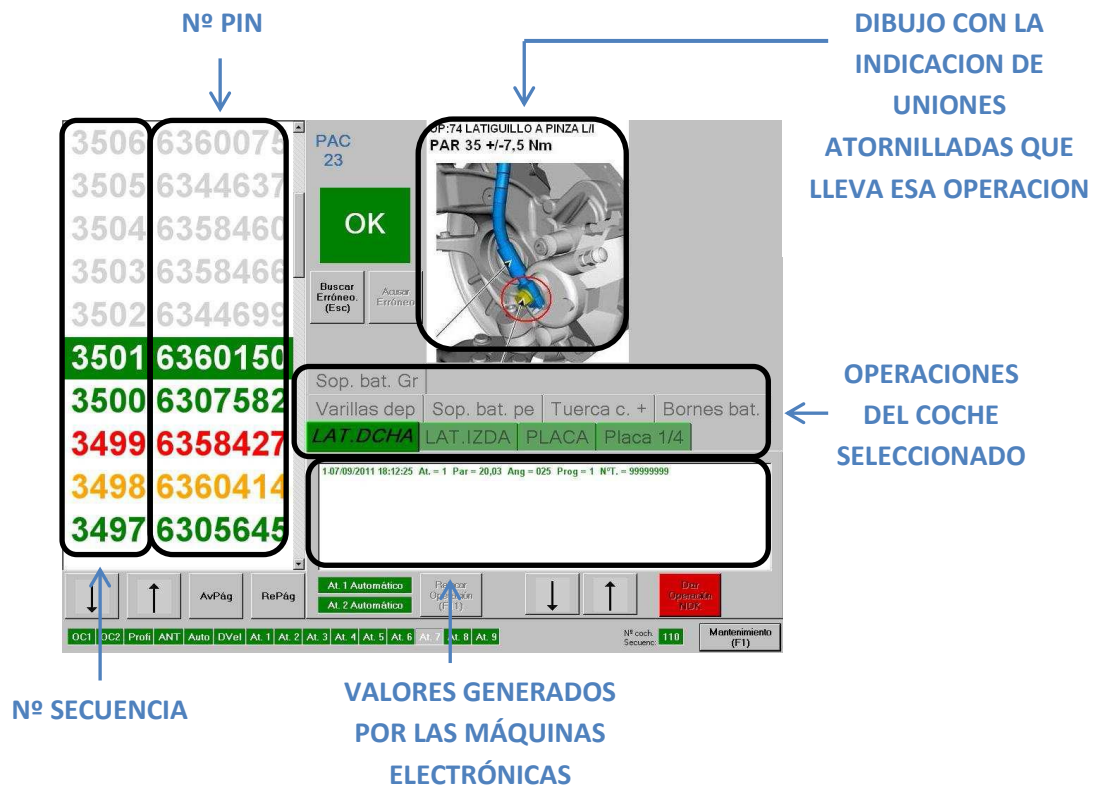 Nº PIN
DIBUJO CON LA
INDICACION DE
UNIONES
ATORNILLADAS QUE
LLEVA ESA OPERACION
3506 6360075
3505 6344637
3504 6358460
3503 6358466
3502 6344699
3501 6360150
3500 6307582
3499 6358427
3498 6360414
3497 6305645
PAC
23
OK
Buscar
Erróneo.
(Esc)
Acusar
Erróneo
OP:74 LATIGUILLO A PINZA L/I
PAR 35 +/-7,5 Nm
Sop. bat. Gr
Varillas dep Sop. bat. pe Tuerca c. + Bornes bat.
LAT.DCHA LAT.IZDA PLACA Placa 1/4
OPERACIONES
DEL COCHE
SELECCIONADO
1-07/09/2011 18:12:25 At. = 1 Par = 20,03 Ang = 025 Prog = 1 NºT. = 99999999
AvPág RePág
At. 1 Automático
At. 2 Automático
Operación
Dar
Operación
NOK
OC1 OC2 Profi ANT Auto DVel At. 1 At. 2 At. 3 At. 4 At. 5 At. 6 At. 7 At. 8 At. 9
Nº coch.
Secuenc: 110
Mantenimiento
(F1)
Nº SECUENCIA
VALORES GENERADOS
POR LAS MÁQUINAS
ELECTRÓNICAS